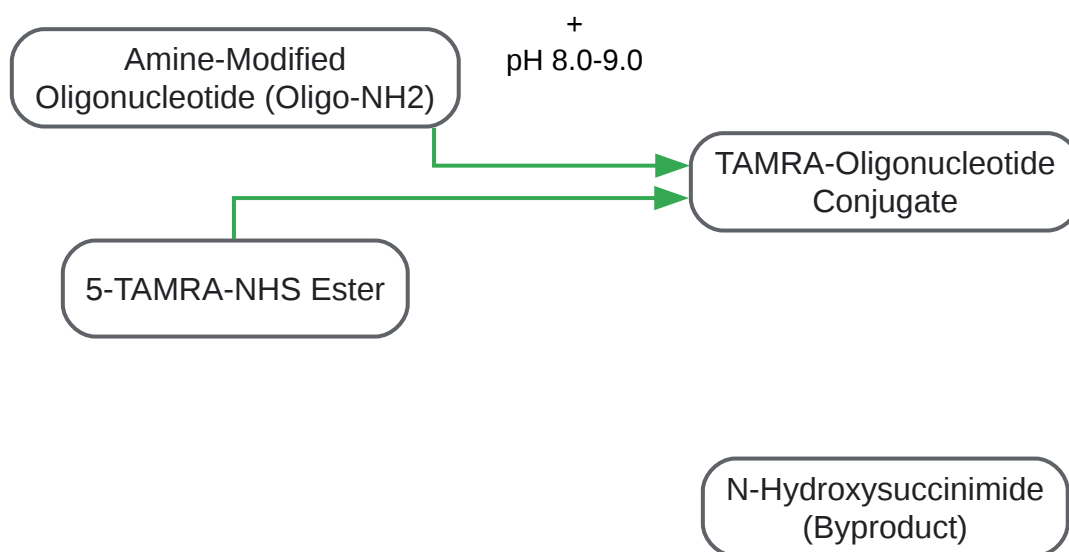 +
pH 8.0-9.0
Amine-Modified
Oligonucleotide (Oligo-NH2)
TAMRA-Oligonucleotide
Conjugate
5-TAMRA-NHS Ester
N-Hydroxysuccinimide
(Byproduct)